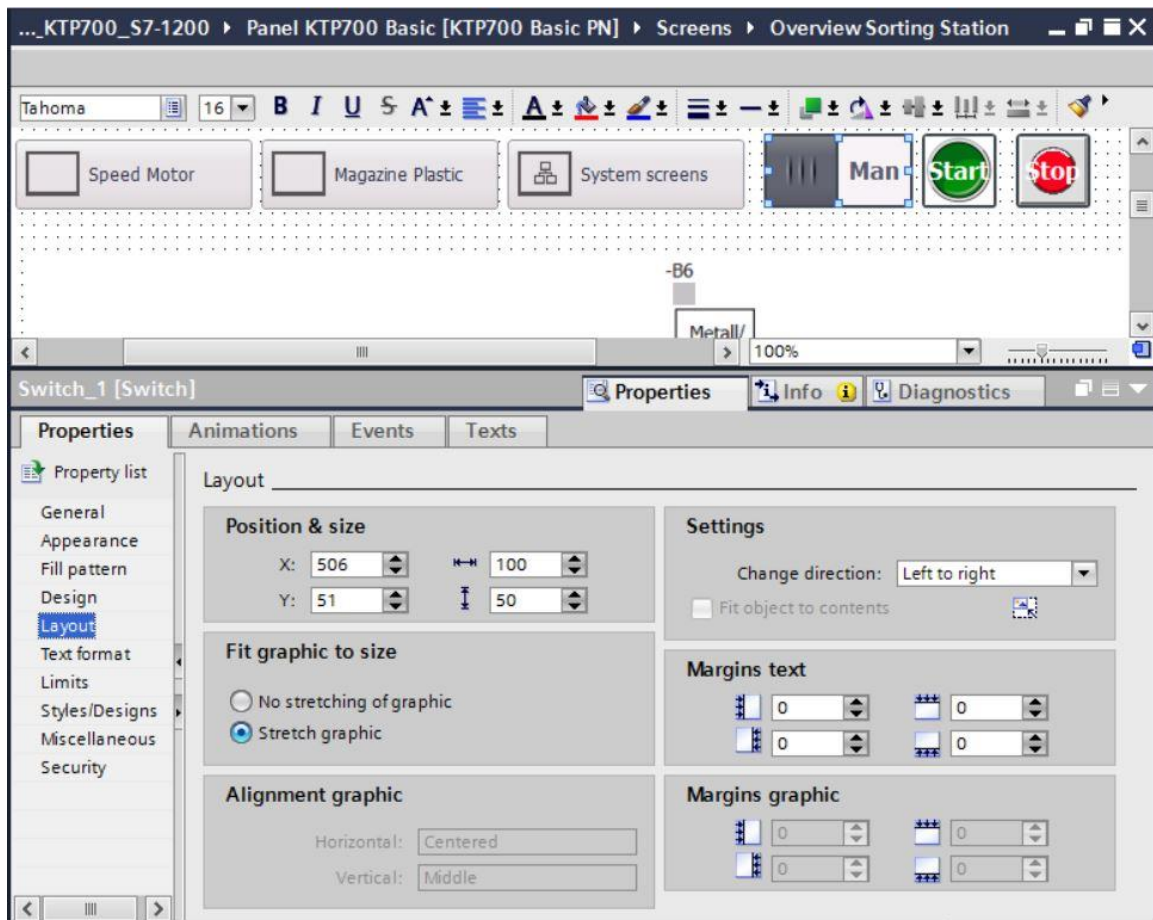 ..._KTP700_S7-1200 ▸ Panel KTP700 Basic [KTP700 Basic PN] ▸ Screens ▸ Overview Sorting Station
Tahoma 16 B I U S A A
Speed Motor Magazine Plastic System screens Man Start Stop
-B6
Metall/
100%
Switch_1 [Switch] Properties Info Diagnostics
Properties Animations Events Texts
Property list
Layout
General
Appearance
Fill pattern
Design
Layout
Text format
Limits
Styles/Designs
Miscellaneous
Security
Position & size
X: 506 100
Y: 51 50
Fit graphic to size
No stretching of graphic
Stretch graphic
Alignment graphic
Horizontal: Centered
Vertical: Middle
Settings
Change direction: Left to right
Fit object to contents
Margins text
0 0
0 0
Margins graphic
0 0
0 0